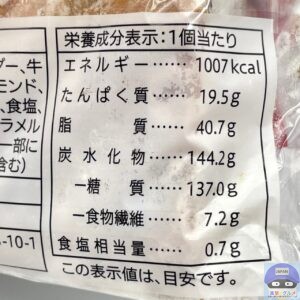 栄養成分表示：1個当たり
エネルギー……1007kcal
たんぱく質……19.5g
脂質……40.7g
炭水化物……144.2g
－糖質……137.0g
－食物繊維……7.2g
食塩相当量……0.7g
この表示値は、目安です。
ダー、牛
モンド、
、食塩、
ラメル
一部に
含む）
-10-1